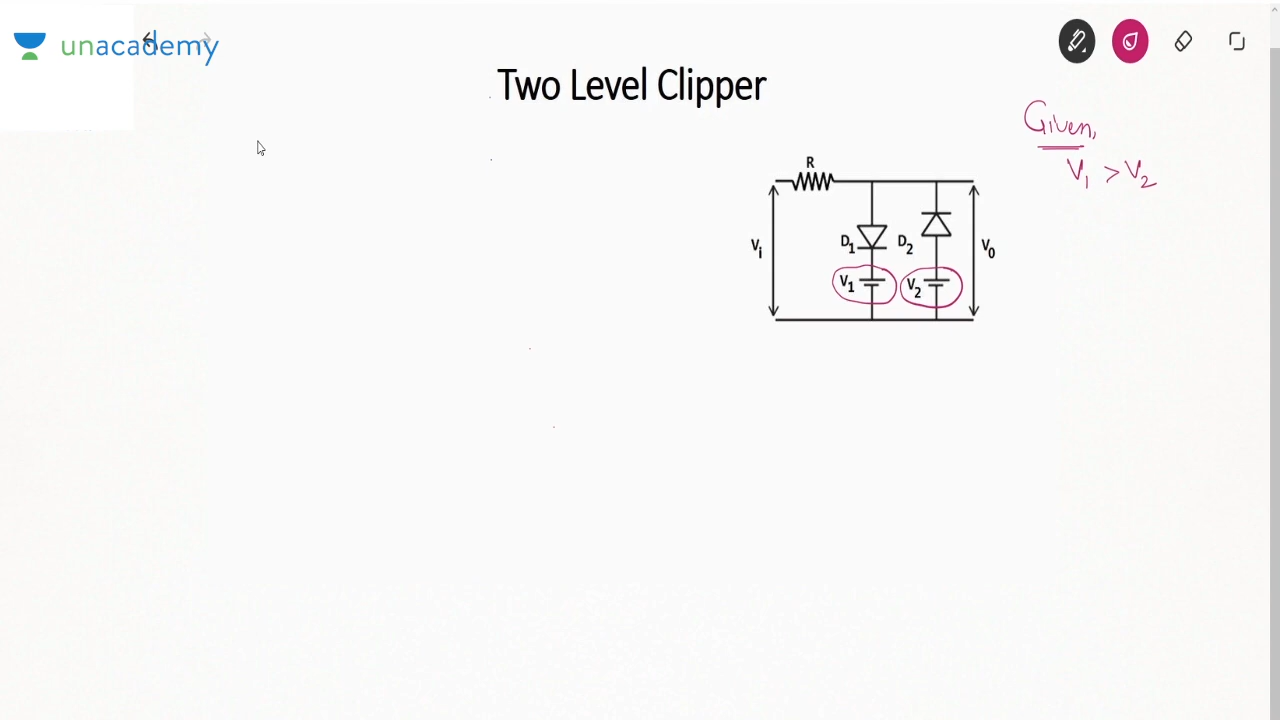 unacademy
Two Level Clipper
Given,
V1 > V2
R
Vi
D1
D2
V0
V1
V2